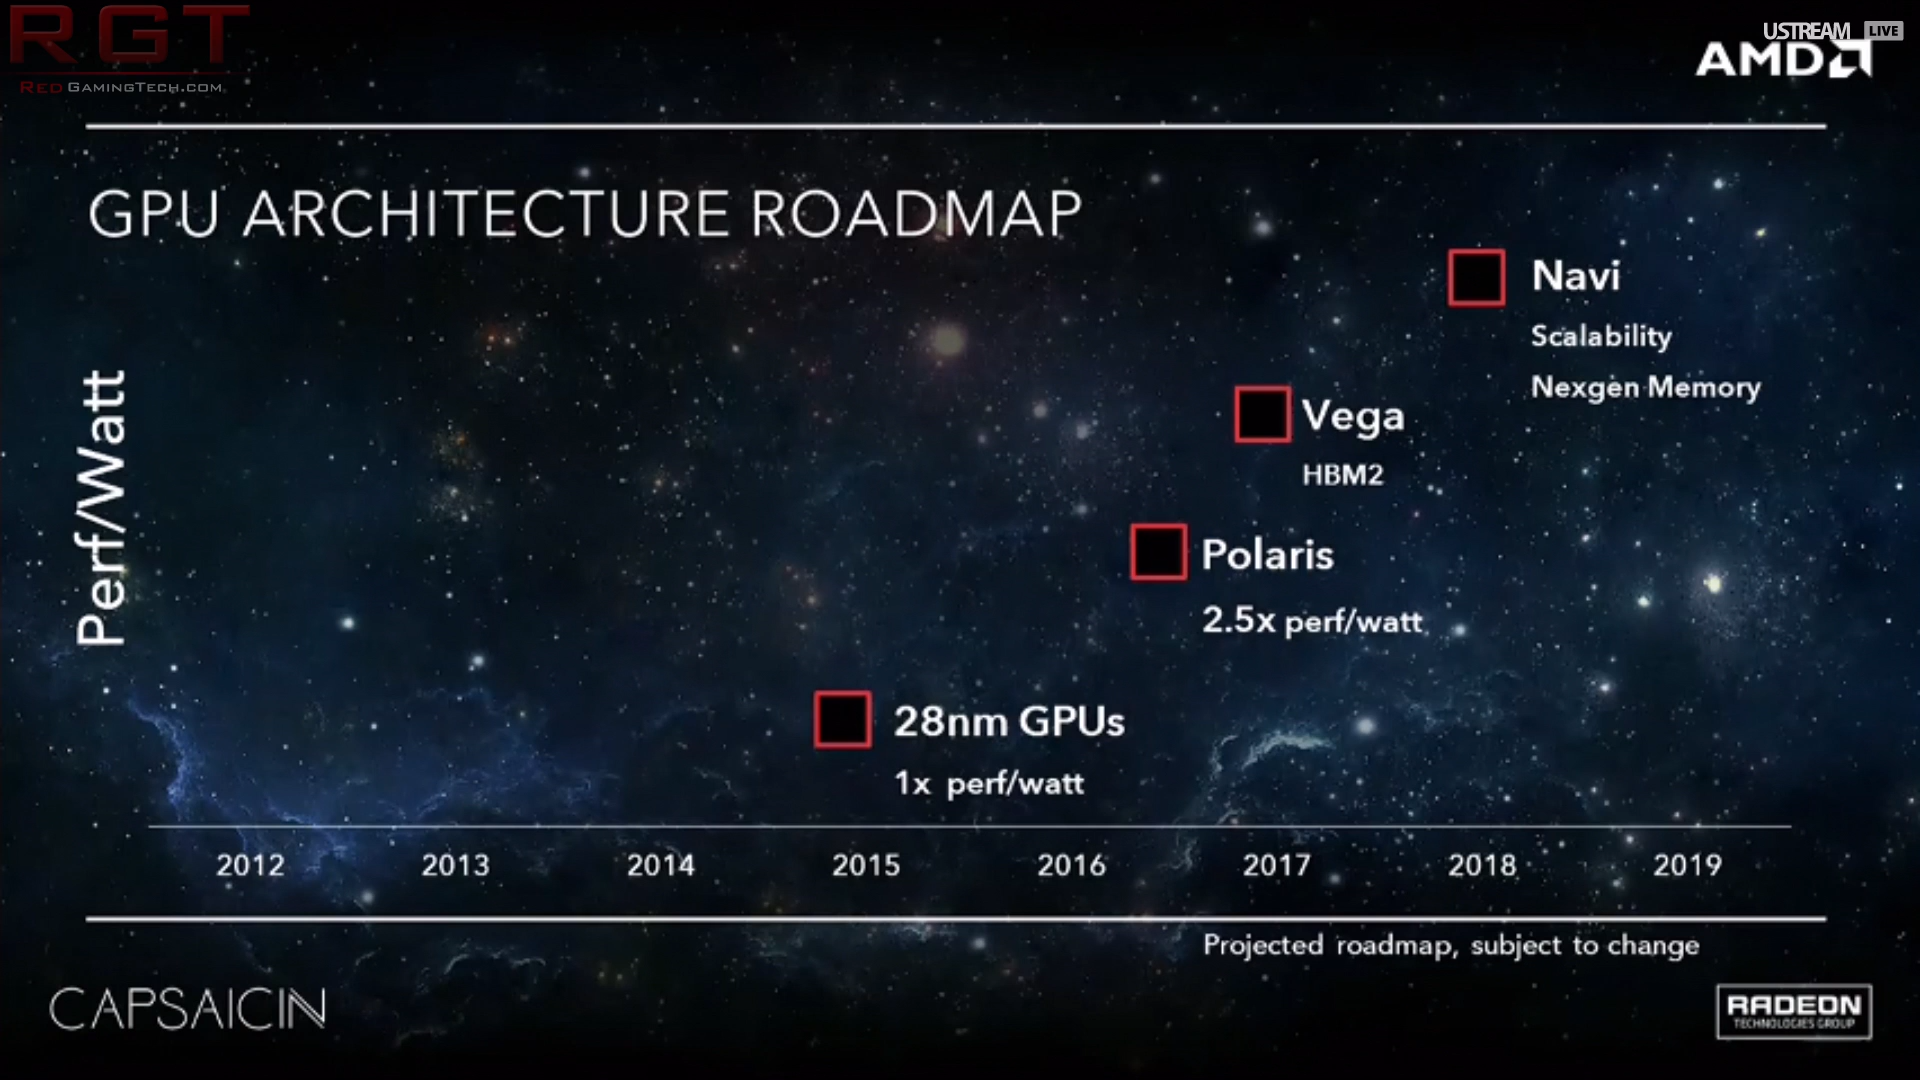 RGT
REDGAMINGTECH.COM
USTREAM LIVE
AMD
GPU ARCHITECTURE ROADMAP
Navi
Scalability
Nexgen Memory
Vega
HBM2
Perf/Watt
Polaris
2.5x perf/watt
28nm GPUs
1x perf/watt
2012 2013 2014 2015 2016 2017 2018 2019
Projected roadmap, subject to change
CAPSAICIN
RADEON
TECHNOLOGIES GROUP